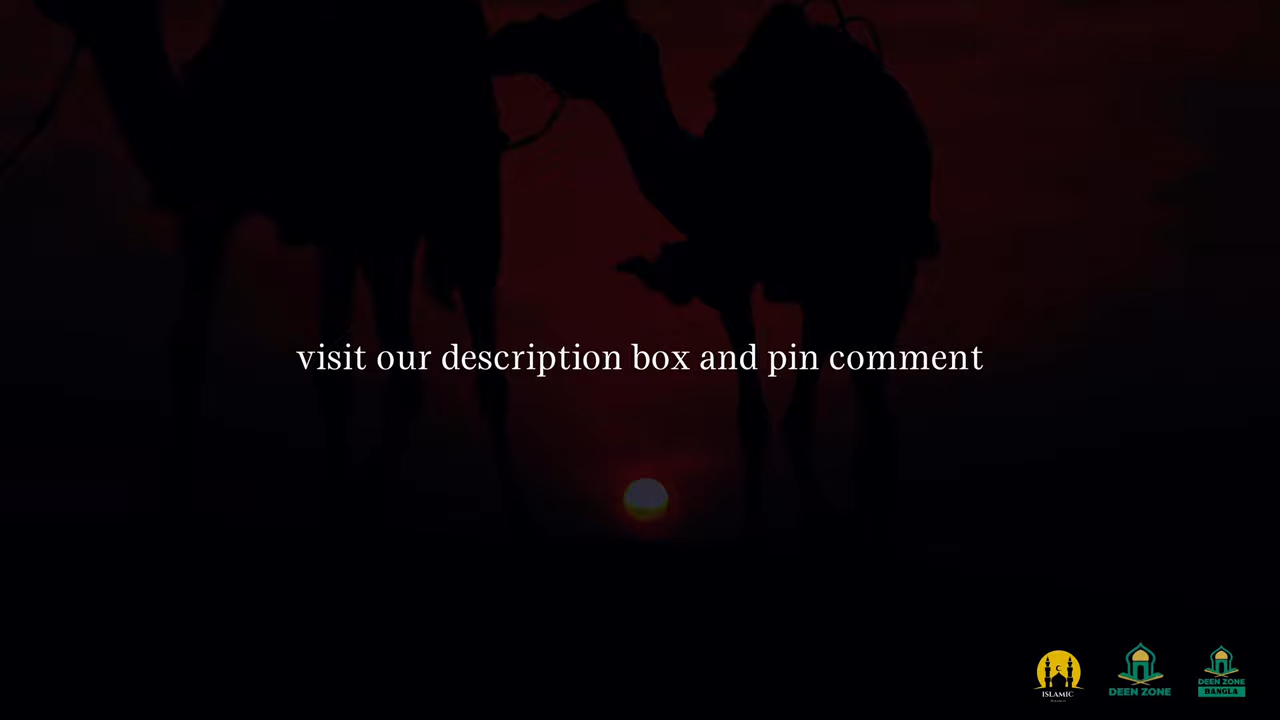 visit our description box and pin comment
ISLAMIC
DEEN ZONE
DEEN ZONE
BANGLA